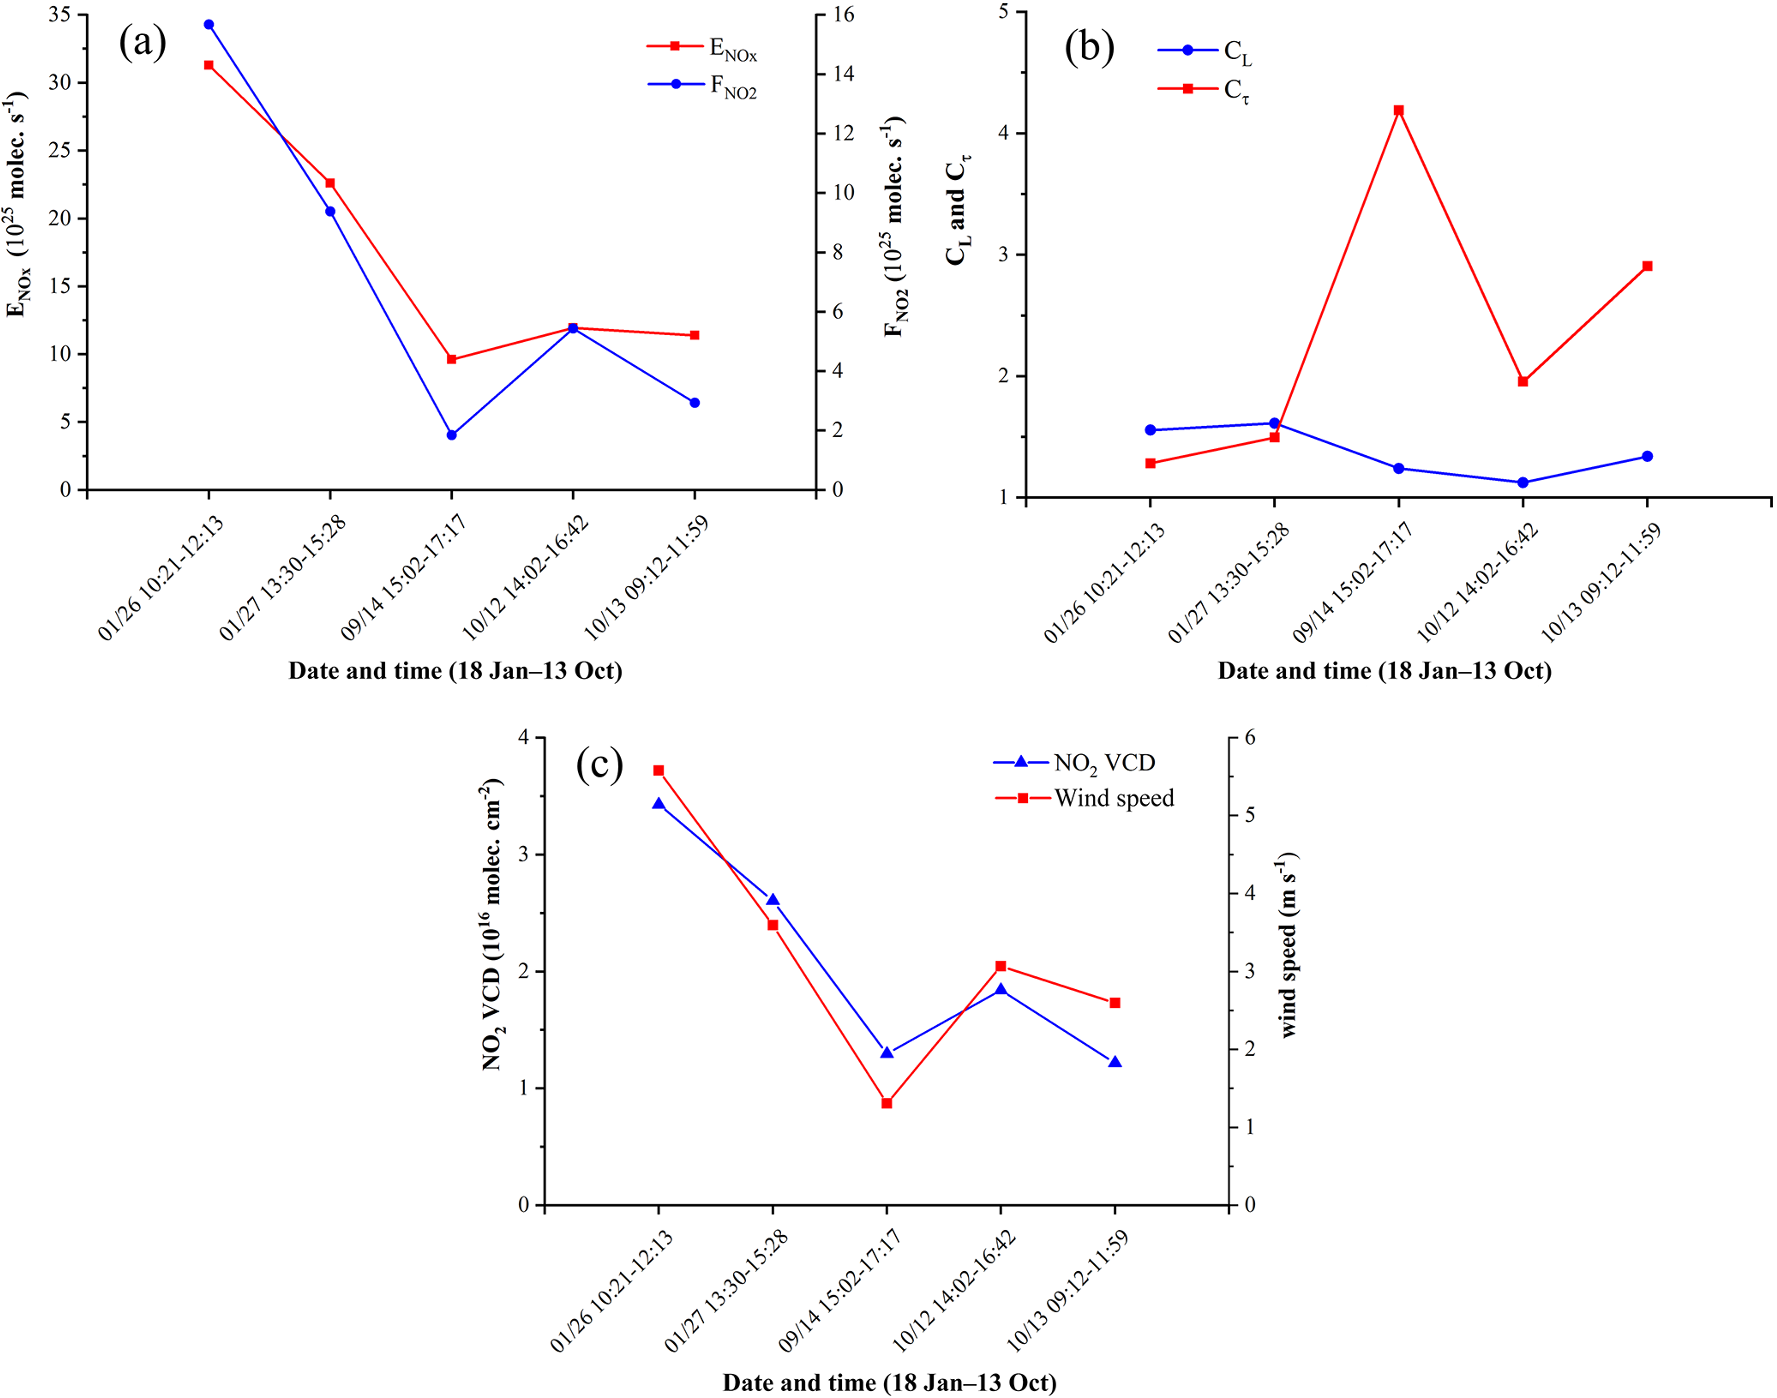 (a)
E_NOx
F_NO2
35
30
25
20
15
10
5
0
16
14
12
10
8
6
4
2
0
E_NOx (10^25 molec. s^-1)
F_NO2 (10^25 molec. s^-1)
01/26 10:21-12:13
01/27 13:30-15:28
09/14 15:02-17:17
10/12 14:02-16:42
10/13 09:12-11:59
Date and time (18 Jan–13 Oct)
(b)
C_L
C_τ
5
4
3
2
1
C_L and C_τ
01/26 10:21-12:13
01/27 13:30-15:28
09/14 15:02-17:17
10/12 14:02-16:42
10/13 09:12-11:59
Date and time (18 Jan–13 Oct)
(c)
NO₂ VCD
Wind speed
4
3
2
1
0
6
5
4
3
2
1
0
NO₂ VCD (10^16 molec. cm^-2)
wind speed (m s^-1)
01/26 10:21-12:13
01/27 13:30-15:28
09/14 15:02-17:17
10/12 14:02-16:42
10/13 09:12-11:59
Date and time (18 Jan–13 Oct)